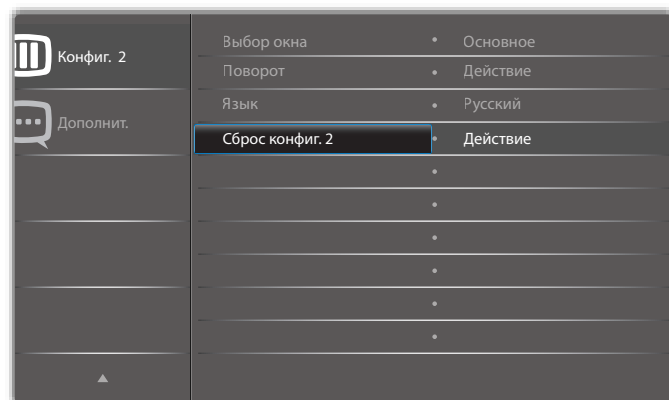 Конфиг. 2
Дополнит.
Выбор окна • Основное
Поворот • Действие
Язык • Русский
Сброс конфиг. 2 • Действие